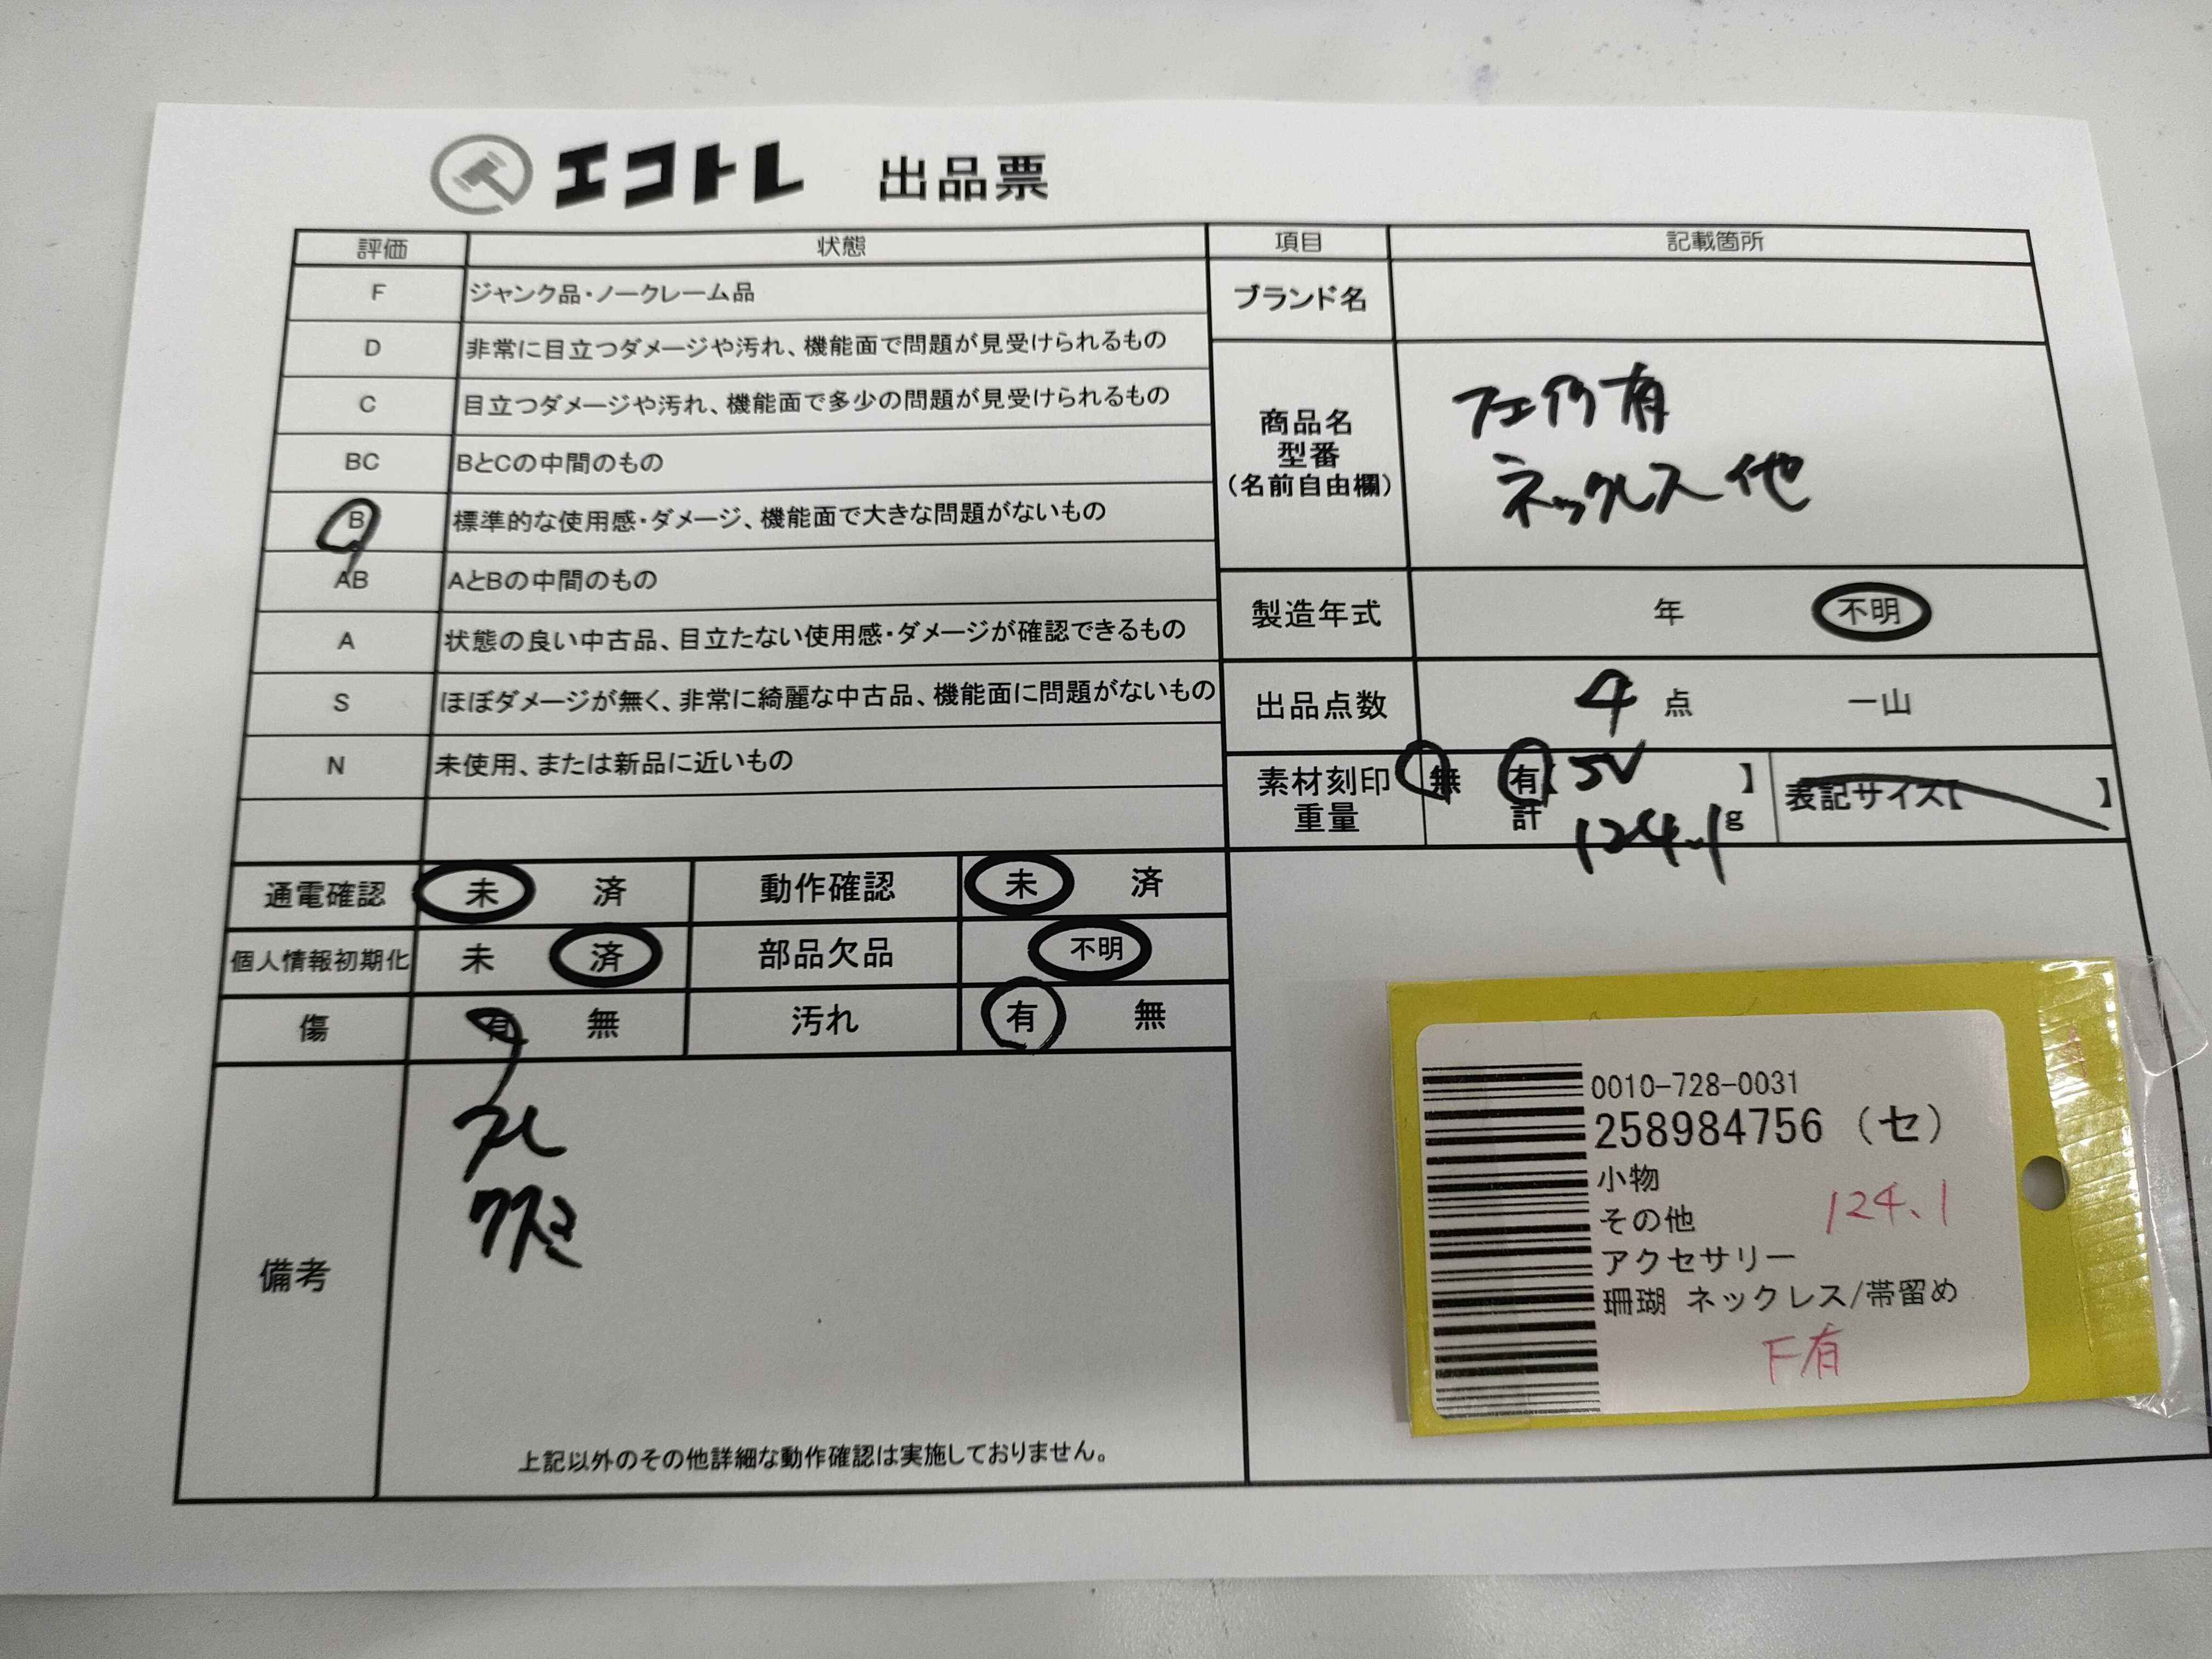 エコトレ 出品票
評価 状態
F ジャンク品・ノークレーム品
D 非常に目立つダメージや汚れ、機能面で問題が見受けられるもの
C 目立つダメージや汚れ、機能面で多少の問題が見受けられるもの
BC BとCの中間のもの
B 標準的な使用感・ダメージ、機能面で大きな問題がないもの
AB AとBの中間のもの
A 状態の良い中古品、目立たない使用感・ダメージが確認できるもの
S ほぼダメージが無く、非常に綺麗な中古品、機能面に問題がないもの
N 未使用、または新品に近いもの
通電確認 未 済 動作確認 未 済
個人情報初期化 未 済 部品欠品 不明
傷 有 無 汚れ 有 無
備考
スレ
クスミ
上記以外のその他詳細な動作確認は実施しておりません。
項目 記載箇所
ブランド名
商品名
型番
(名前自由欄)
フェイク有
ネックレス他
製造年式 年 不明
出品点数 4 点 一山
素材刻印 無 有【SV 】 表記サイズ【 】
重量 計 124.1g
0010-728-0031
258984756 (セ)
小物
その他 124.1
アクセサリー
珊瑚 ネックレス/帯留め
F有